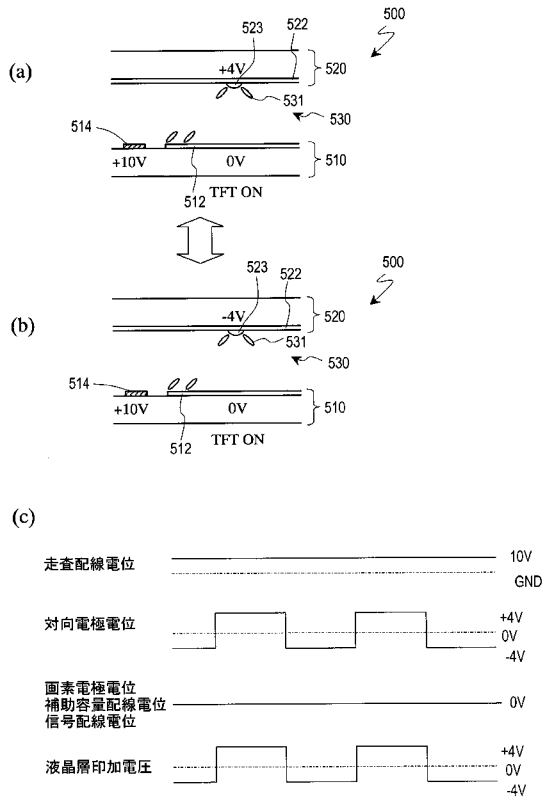 500
523
522
(a)
+4V
520
531
514
530
+10V
0V
510
512
TFT ON
500
523
522
(b)
-4V
520
531
514
530
+10V
0V
510
512
TFT ON
(c)
走査配線電位
10V
GND
対向電極電位
+4V
0V
-4V
画素電極電位
補助容量配線電位
信号配線電位
0V
液晶層印加電圧
+4V
0V
-4V